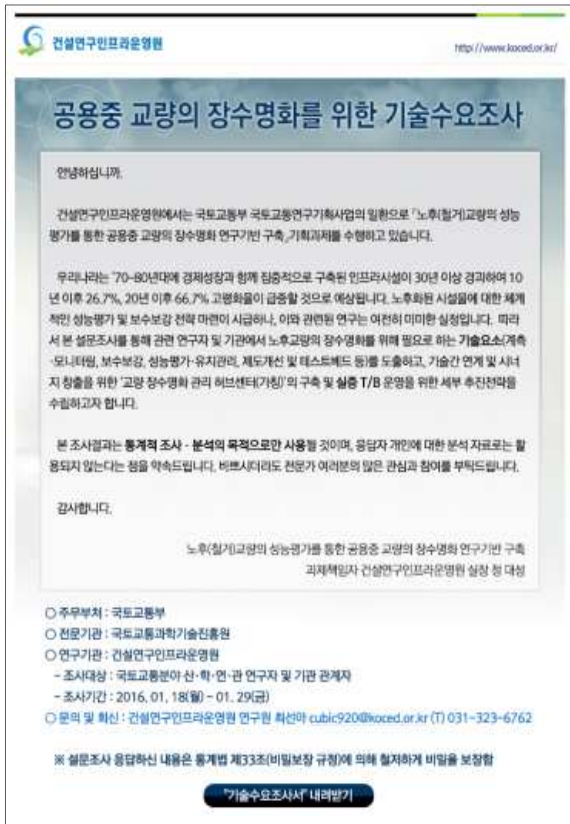 건설연구인프라운영원
http://www.koced.or.kr/
공용중 교량의 장수명화를 위한 기술수요조사
안녕하십니까.
건설연구인프라운영원에서는 국토교통부 국토교통연구기획사업의 일환으로 「노후(철거)교량의 성능
평가를 통한 공용중 교량의 장수명화 연구기반 구축」기획과제를 수행하고 있습니다.
우리나라는 '70~80년대에 경제성장과 함께 집중적으로 구축된 인프라시설이 30년 이상 경과하여 10
년 이후 26.7%, 20년 이후 66.7% 고령화율이 급증할 것으로 예상됩니다. 노후화된 시설물에 대한 체계
적인 성능평가 및 보수보강 전략 마련이 시급하나, 이와 관련된 연구는 여전히 미미한 실정입니다. 따라
서 본 설문조사를 통해 관련 연구자 및 기관에서 노후교량의 장수명화를 위해 필요로 하는 기술요소(계측
·모니터링, 보수보강, 성능평가·유지관리, 제도개선 및 테스트베드 등)를 도출하고, 기술간 연계 및 시너
지 창출을 위한 '교량 장수명화 관리 허브센터(가칭)'의 구축 및 실증 T/B 운영을 위한 세부 추진전략을
수립하고자 합니다.
본 조사결과는 통계적 조사 · 분석의 목적으로만 사용될 것이며, 응답자 개인에 대한 분석 자료로는 활
용되지 않는다는 점을 약속드립니다. 바쁘시더라도 전문가 여러분의 많은 관심과 참여를 부탁드립니다.
감사합니다.
노후(철거)교량의 성능평가를 통한 공용중 교량의 장수명화 연구기반 구축
과제책임자 건설연구인프라운영원 실장 정 대성
○ 주무부처 : 국토교통부
○ 전문기관 : 국토교통과학기술진흥원
○ 연구기관 : 건설연구인프라운영원
- 조사대상 : 국토교통분야 산·학·연·관 연구자 및 기관 관계자
- 조사기간 : 2016. 01. 18(월) ~ 01. 29(금)
○ 문의 및 회신 : 건설연구인프라운영원 연구원 최선아 cubic920@koced.or.kr (T) 031-323-6762
※ 설문조사 응답하신 내용은 통계법 제33조(비밀보장 규정)에 의해 철저하게 비밀을 보장함
"기술수요조사서" 내려받기